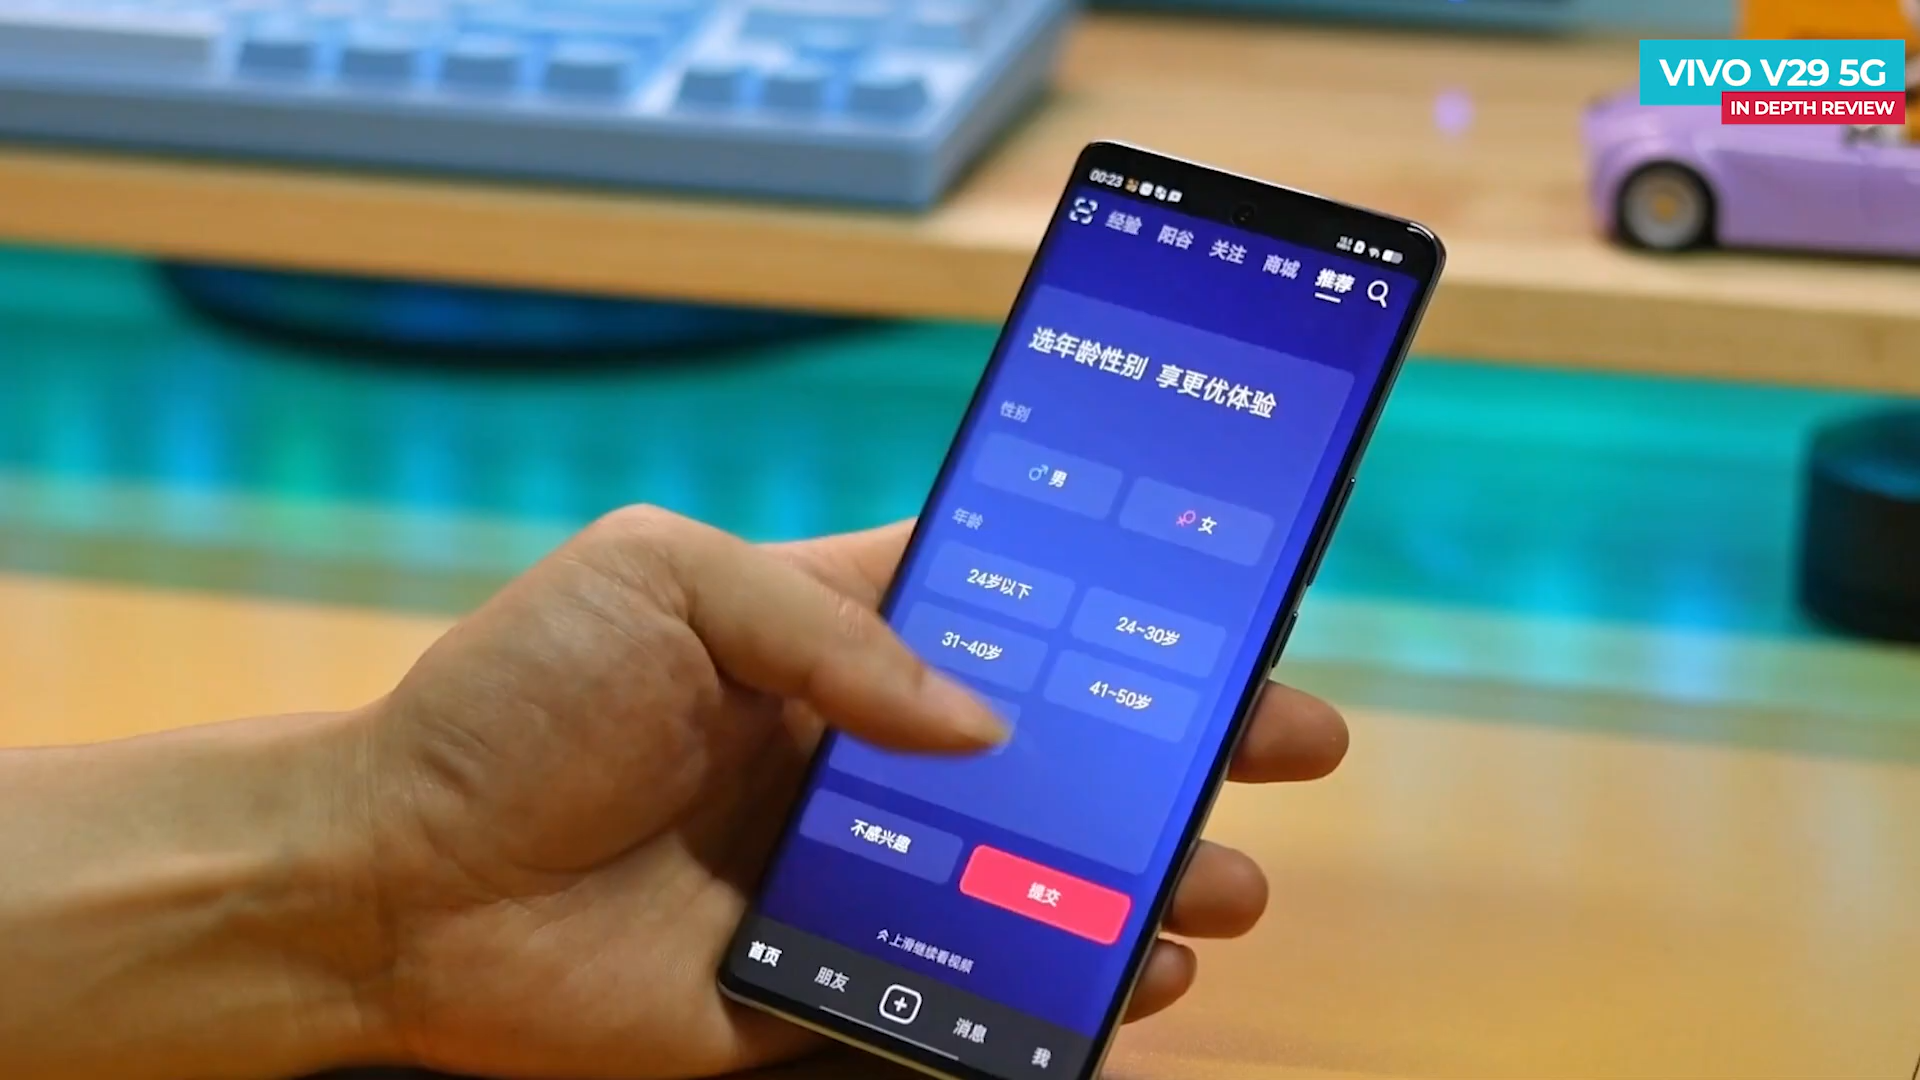 VIVO V29 5G
IN DEPTH REVIEW
00:23
经验 阳谷 关注 商城 推荐
选年龄性别 享更优体验
性别
男 女
年龄
24岁以下 24~30岁
31~40岁 41~50岁
不感兴趣 提交
上滑继续看视频
首页 朋友 消息 我